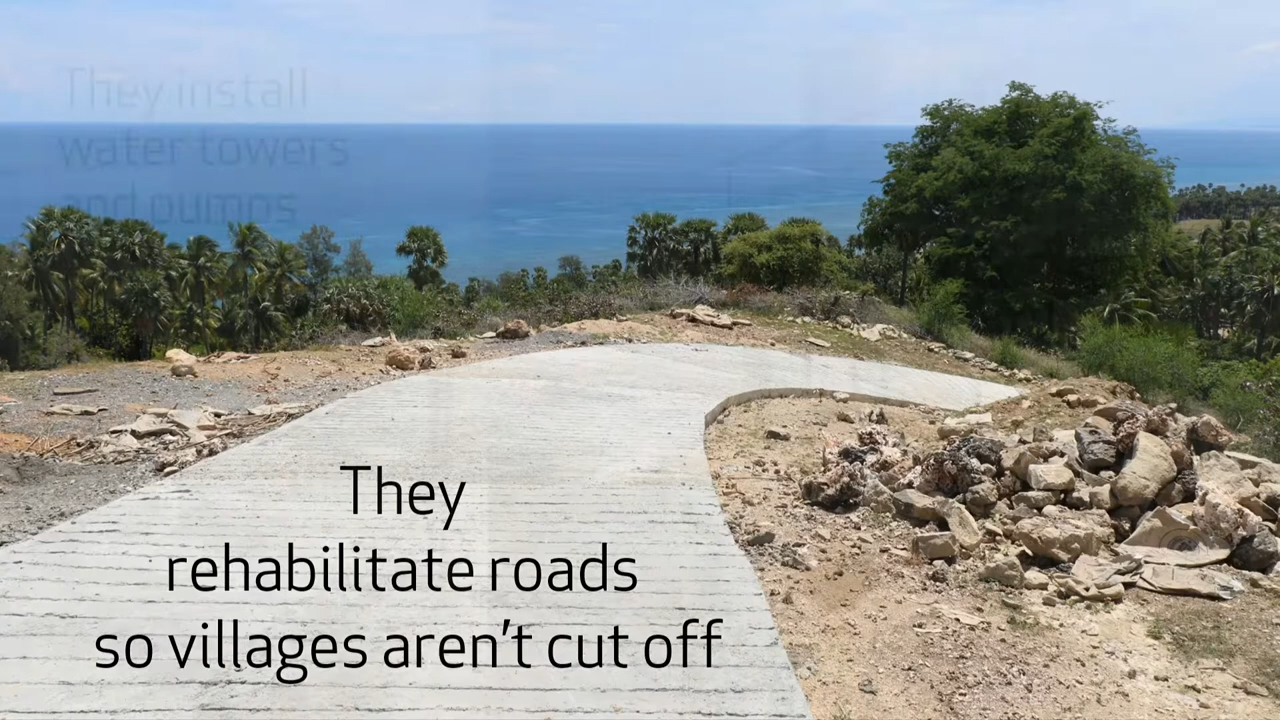 They install
water towers
and pumps
They
rehabilitate roads
so villages aren't cut off